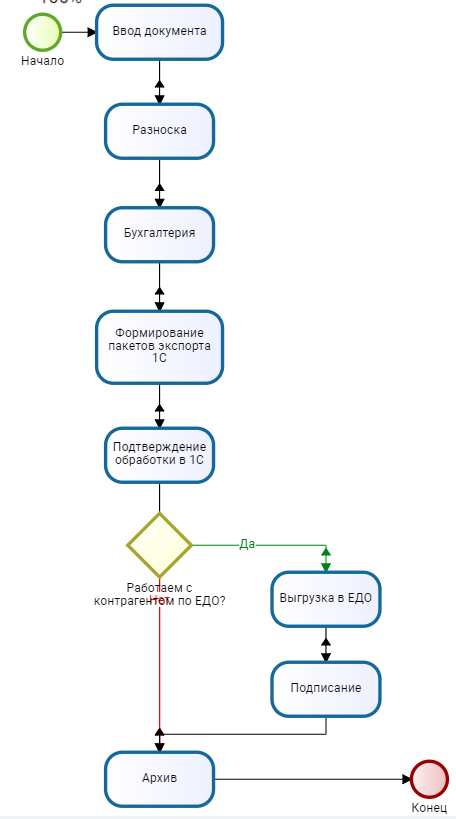 Начало
Ввод документа
Разноска
Бухгалтерия
Формирование
пакетов экспорта
1С
Подтверждение
обработки в 1С
Да
Работаем с
контрагентом по ЕДО?
Нет
Выгрузка в ЕДО
Подписание
Архив
Конец